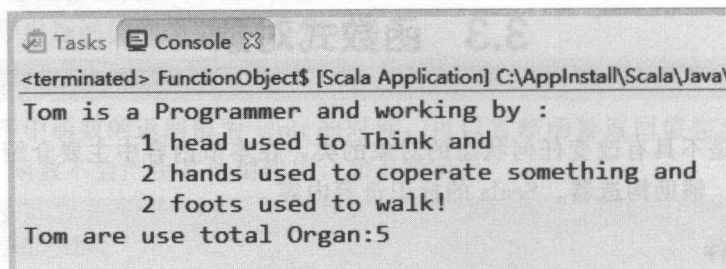 Tasks Console
<terminated> FunctionObject$ [Scala Application] C:\AppInstall\Scala\Java\
Tom is a Programmer and working by :
1 head used to Think and
2 hands used to coperate something and
2 foots used to walk!
Tom are use total Organ:5